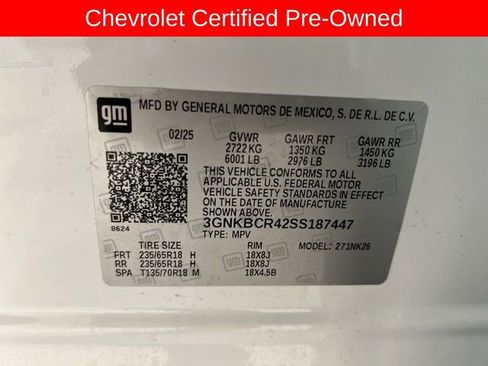 Chevrolet Certified Pre-Owned
gm
MFD BY GENERAL MOTORS DE MEXICO, S. DE R.L. DE C.V.
02/25 GVWR GAWR FRT GAWR RR
2722 KG 1350 KG 1450 KG
6001 LB 2976 LB 3196 LB
THIS VEHICLE CONFORMS TO ALL
APPLICABLE U.S. FEDERAL MOTOR
VEHICLE SAFETY STANDARDS IN EFFECT
ON THE DATE OF MANUFACTURE
SHOWN ABOVE.
8624 3GNKBCR42SS187447
TYPE: MPV MODEL: 271NK26
TIRE SIZE RIM
FRT 235/65R18 H 18X8J
RR 235/65R18 H 18X8J
SPA T135/70R18 M 18X4.5B